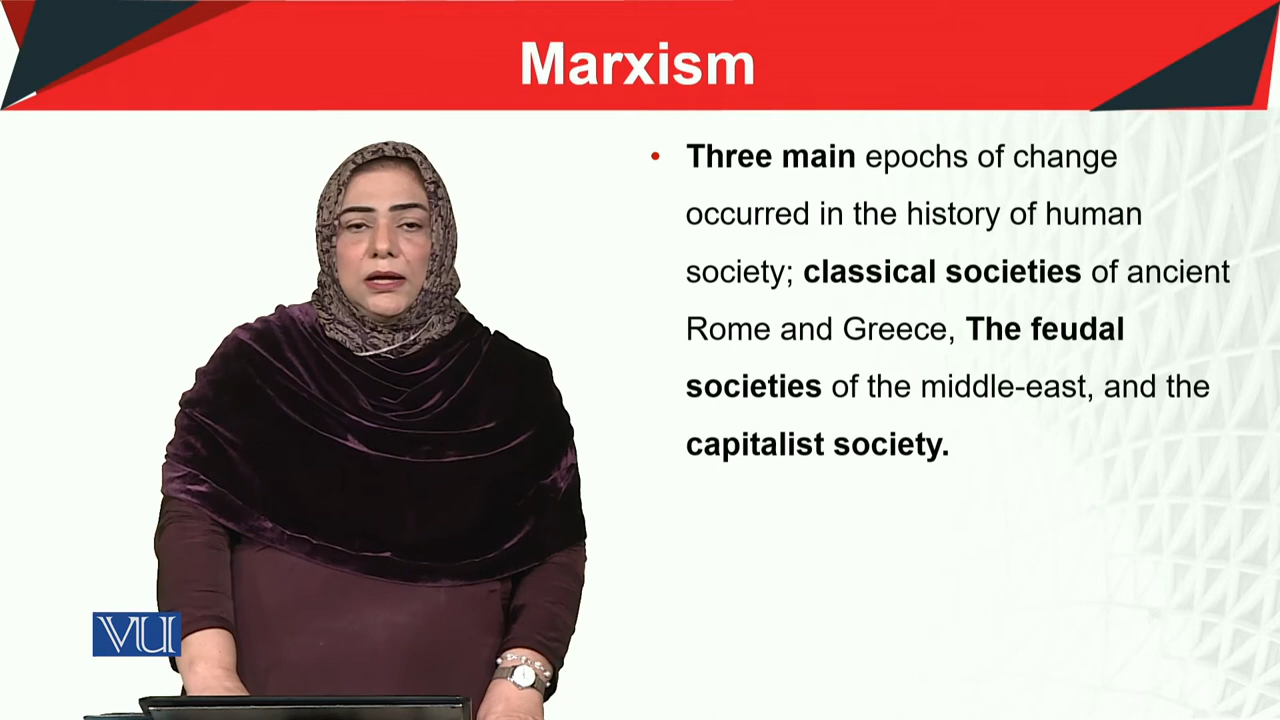 Marxism
• Three main epochs of change
occurred in the history of human
society; classical societies of ancient
Rome and Greece, The feudal
societies of the middle-east, and the
capitalist society.
VU